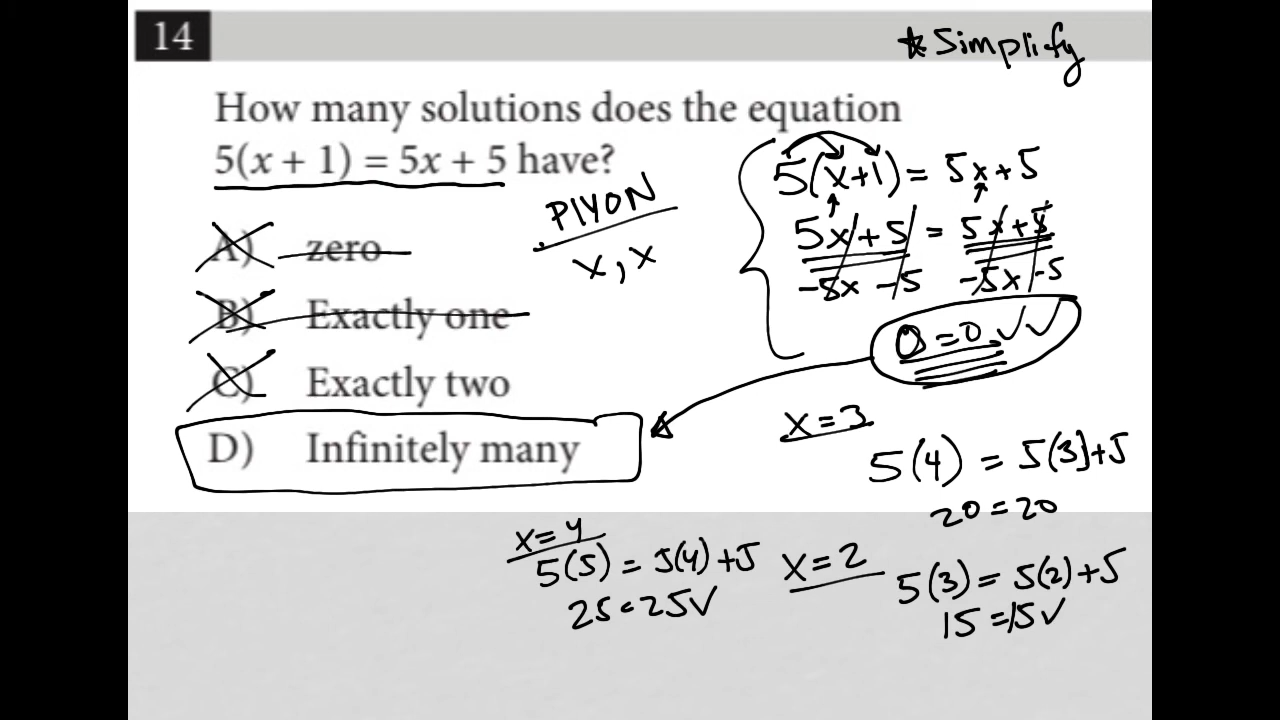 14
*Simplify
How many solutions does the equation
5(x + 1) = 5x + 5 have?
A) zero
B) Exactly one
C) Exactly two
D) Infinitely many
PIYON
x, x
5(x+1) = 5x+5
5x+5 = 5x+5
-5x -5 -5x -5
0=0 ✓✓
x=3
5(4) = 5(3)+5
20=20
x=4
5(5) = 5(4)+5
25=25✓
x=2
5(3) = 5(2)+5
15=15✓